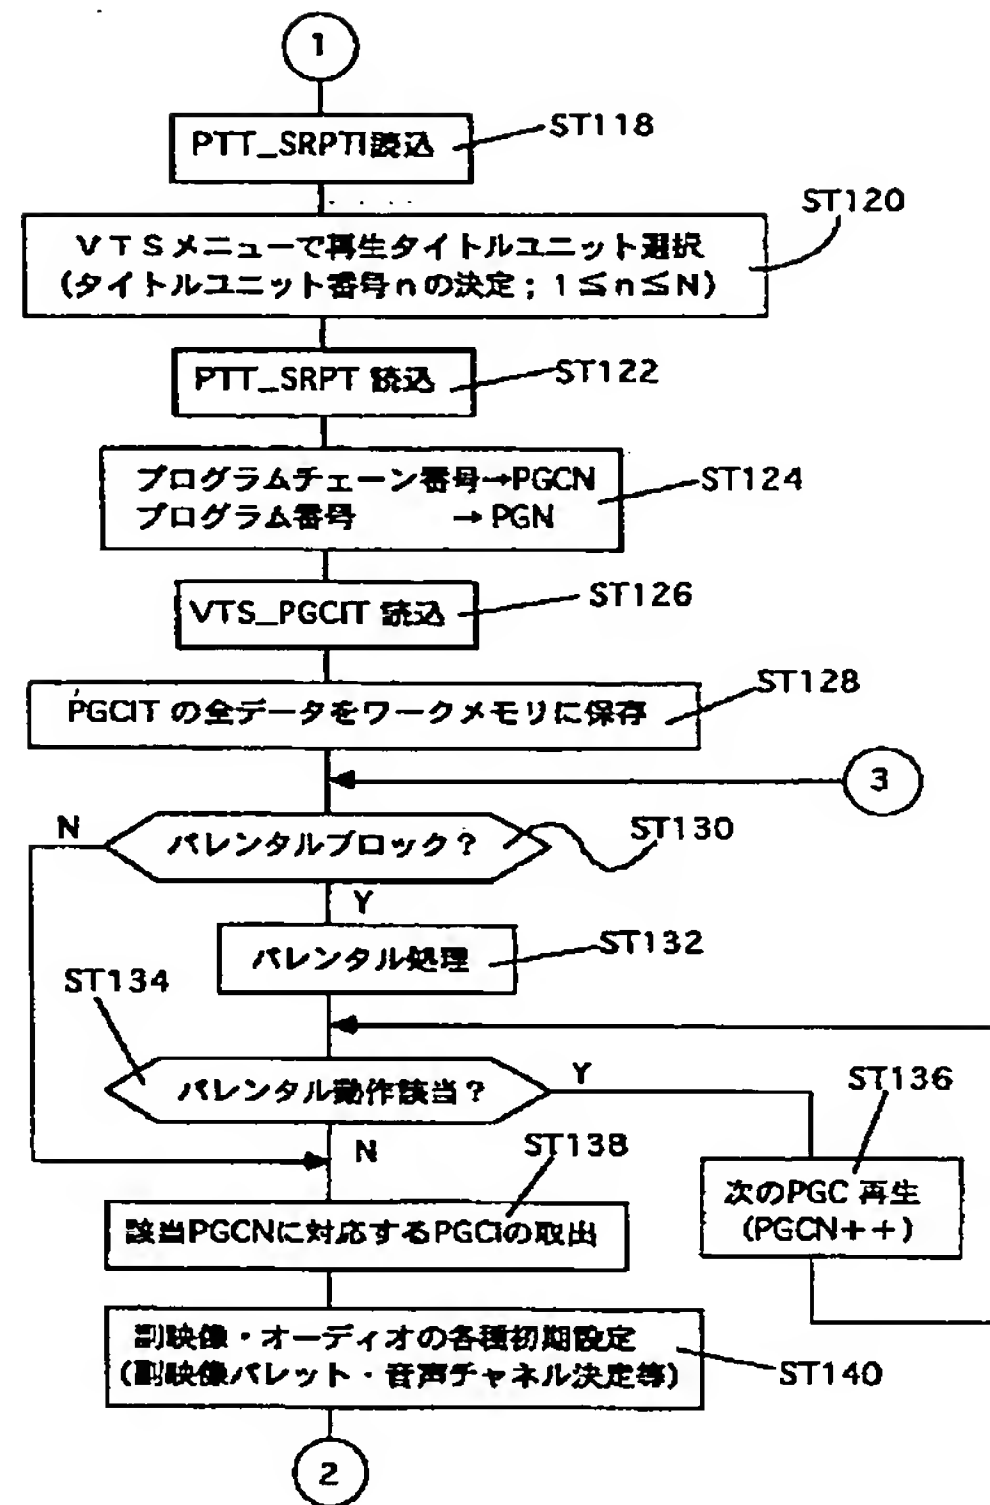 1
PTT_SRPTI読込
ST118
ST120
VTSメニューで再生タイトルユニット選択
(タイトルユニット番号nの決定;1≦n≦N)
PTT_SRPT 読込
ST122
プログラムチェーン番号→PGCN
プログラム番号 → PGN
ST124
VTS_PGCIT 読込
ST126
PGCIT の全データをワークメモリに保存
ST128
3
N
パレンタルブロック?
ST130
Y
パレンタル処理
ST132
ST134
パレンタル動作該当?
Y
ST136
N
ST138
次のPGC 再生
(PGCN++)
該当PGCNに対応するPGCIの取出
副映像・オーディオの各種初期設定
(副映像パレット・音声チャネル決定等)
ST140
2